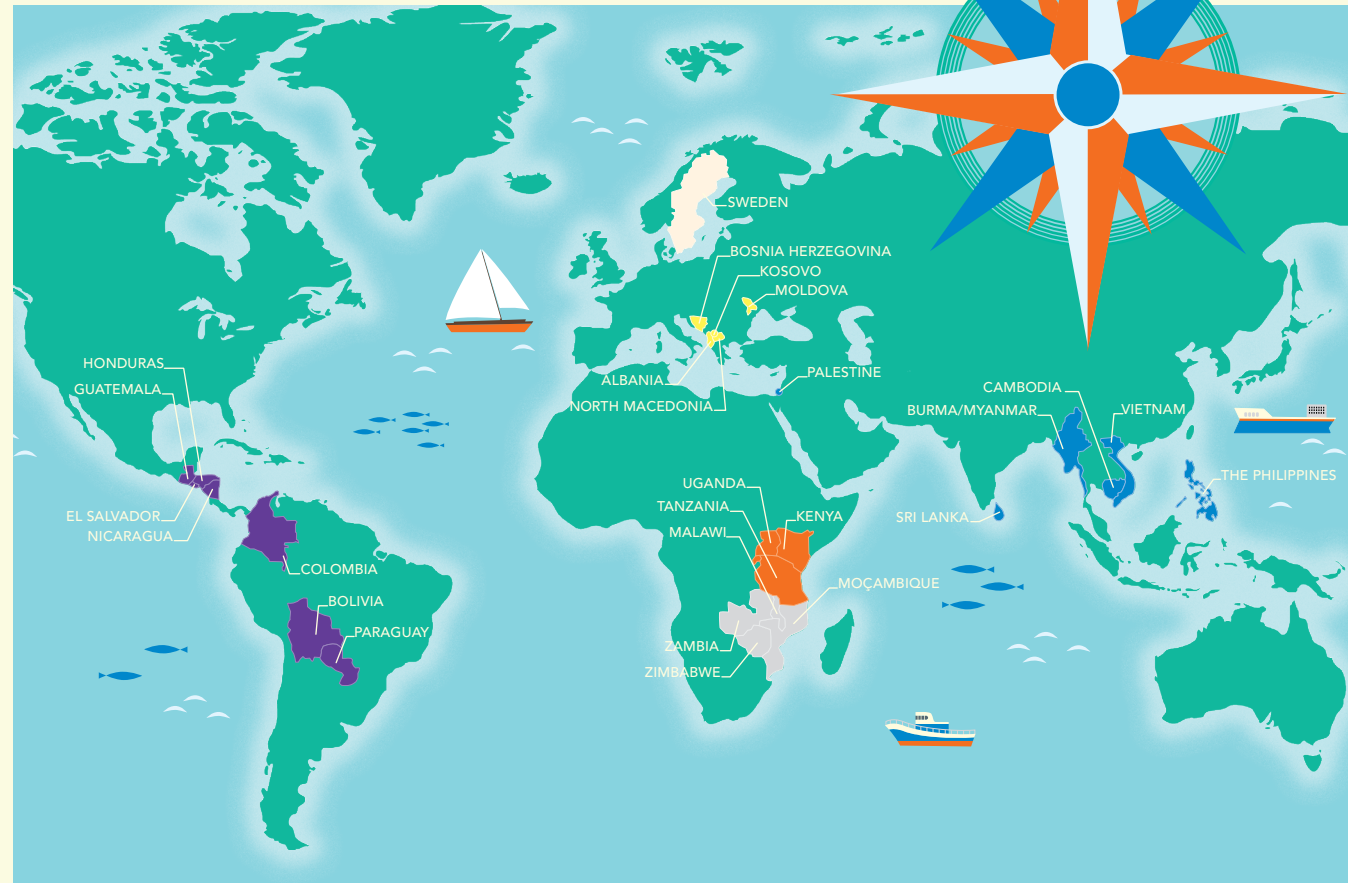 SWEDEN
BOSNIA HERZEGOVINA
KOSOVO
MOLDOVA
HONDURAS
GUATEMALA
ALBANIA
NORTH MACEDONIA
PALESTINE
CAMBODIA
BURMA/MYANMAR
VIETNAM
THE PHILIPPINES
SRI LANKA
UGANDA
TANZANIA
KENYA
MALAWI
EL SALVADOR
NICARAGUA
COLOMBIA
BOLIVIA
PARAGUAY
MOÇAMBIQUE
ZAMBIA
ZIMBABWE